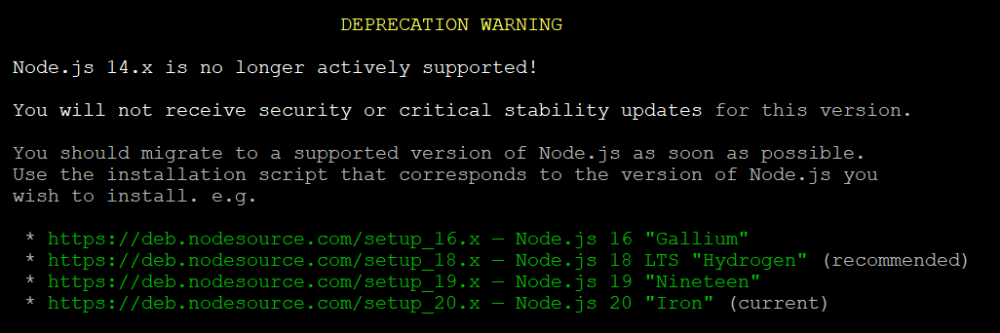 DEPRECATION WARNING
Node.js 14.x is no longer actively supported!
You will not receive security or critical stability updates for this version.
You should migrate to a supported version of Node.js as soon as possible.
Use the installation script that corresponds to the version of Node.js you
wish to install. e.g.
* https://deb.nodesource.com/setup_16.x — Node.js 16 "Gallium"
* https://deb.nodesource.com/setup_18.x — Node.js 18 LTS "Hydrogen" (recommended)
* https://deb.nodesource.com/setup_19.x — Node.js 19 "Nineteen"
* https://deb.nodesource.com/setup_20.x — Node.js 20 "Iron" (current)